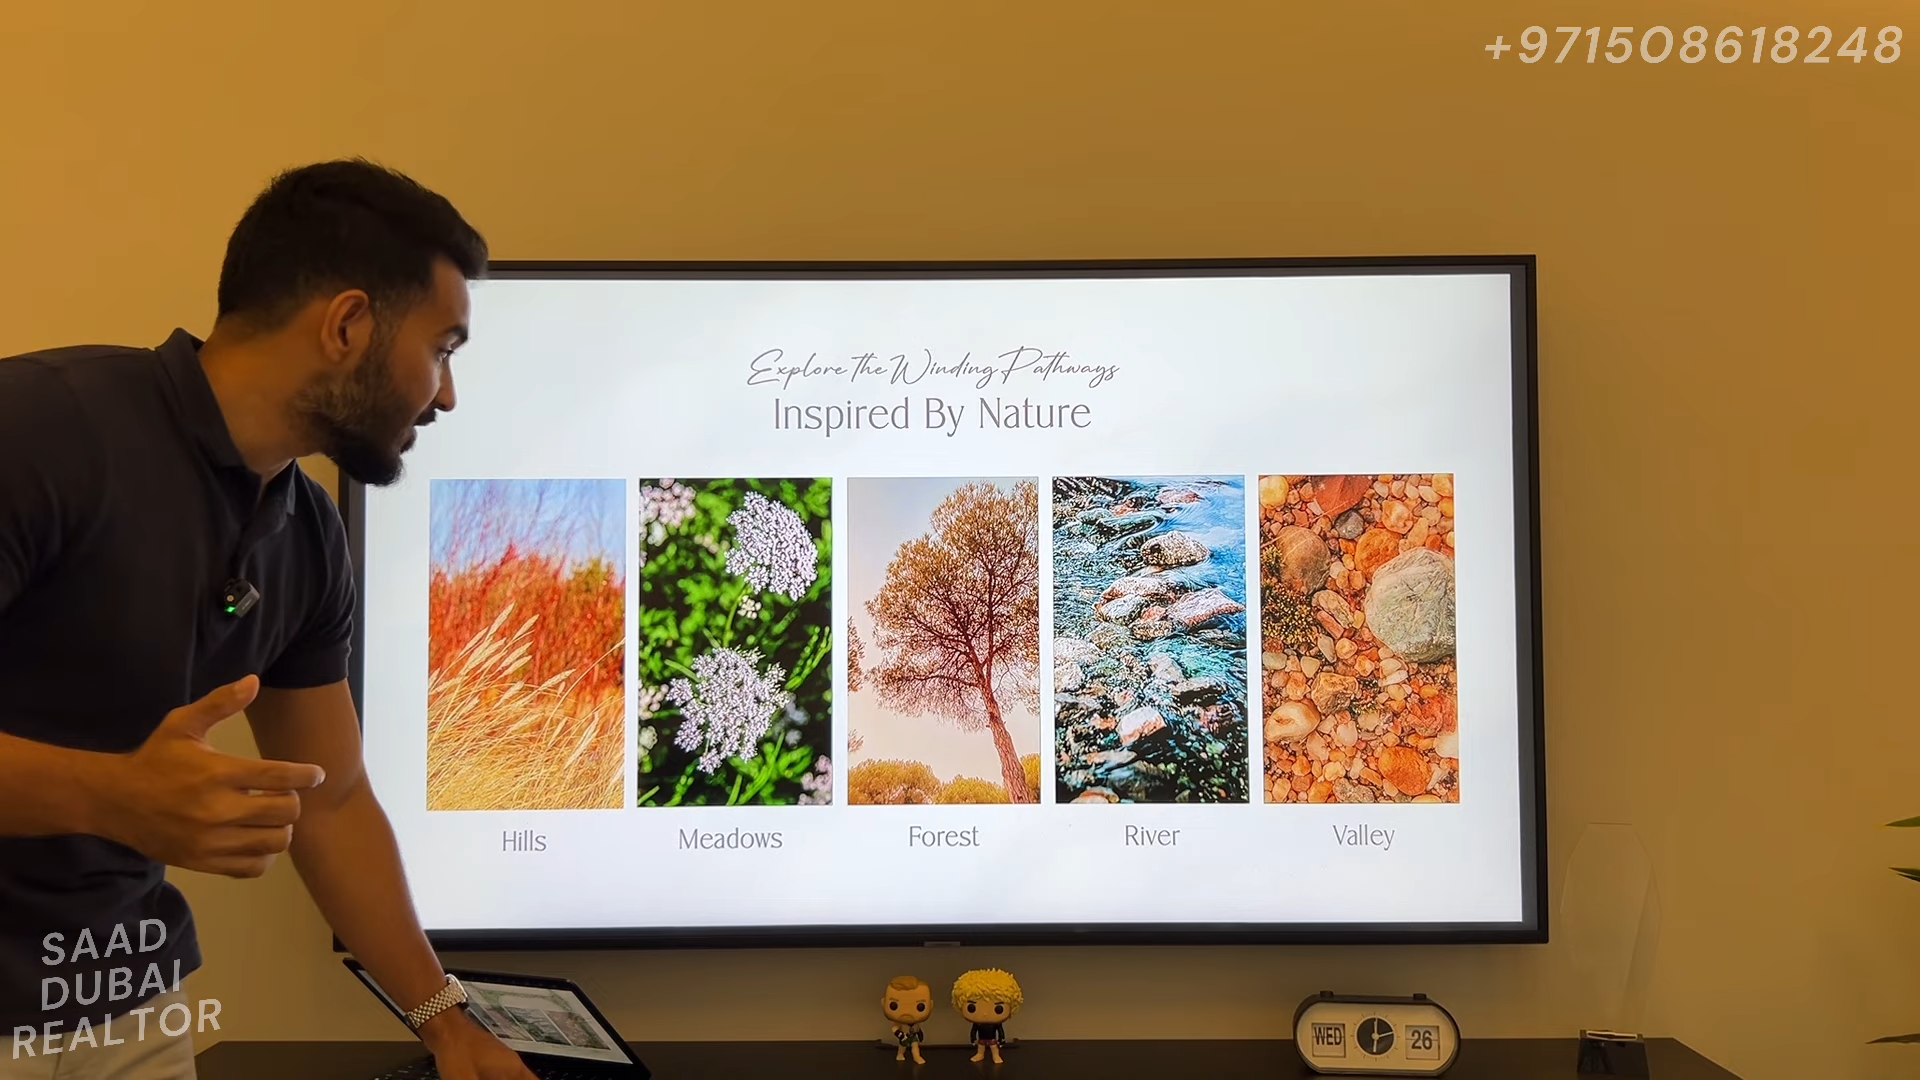 +971508618248
Explore the Winding Pathways
Inspired By Nature
Hills
Meadows
Forest
River
Valley
SAAD
DUBAI
REALTOR
WED
26